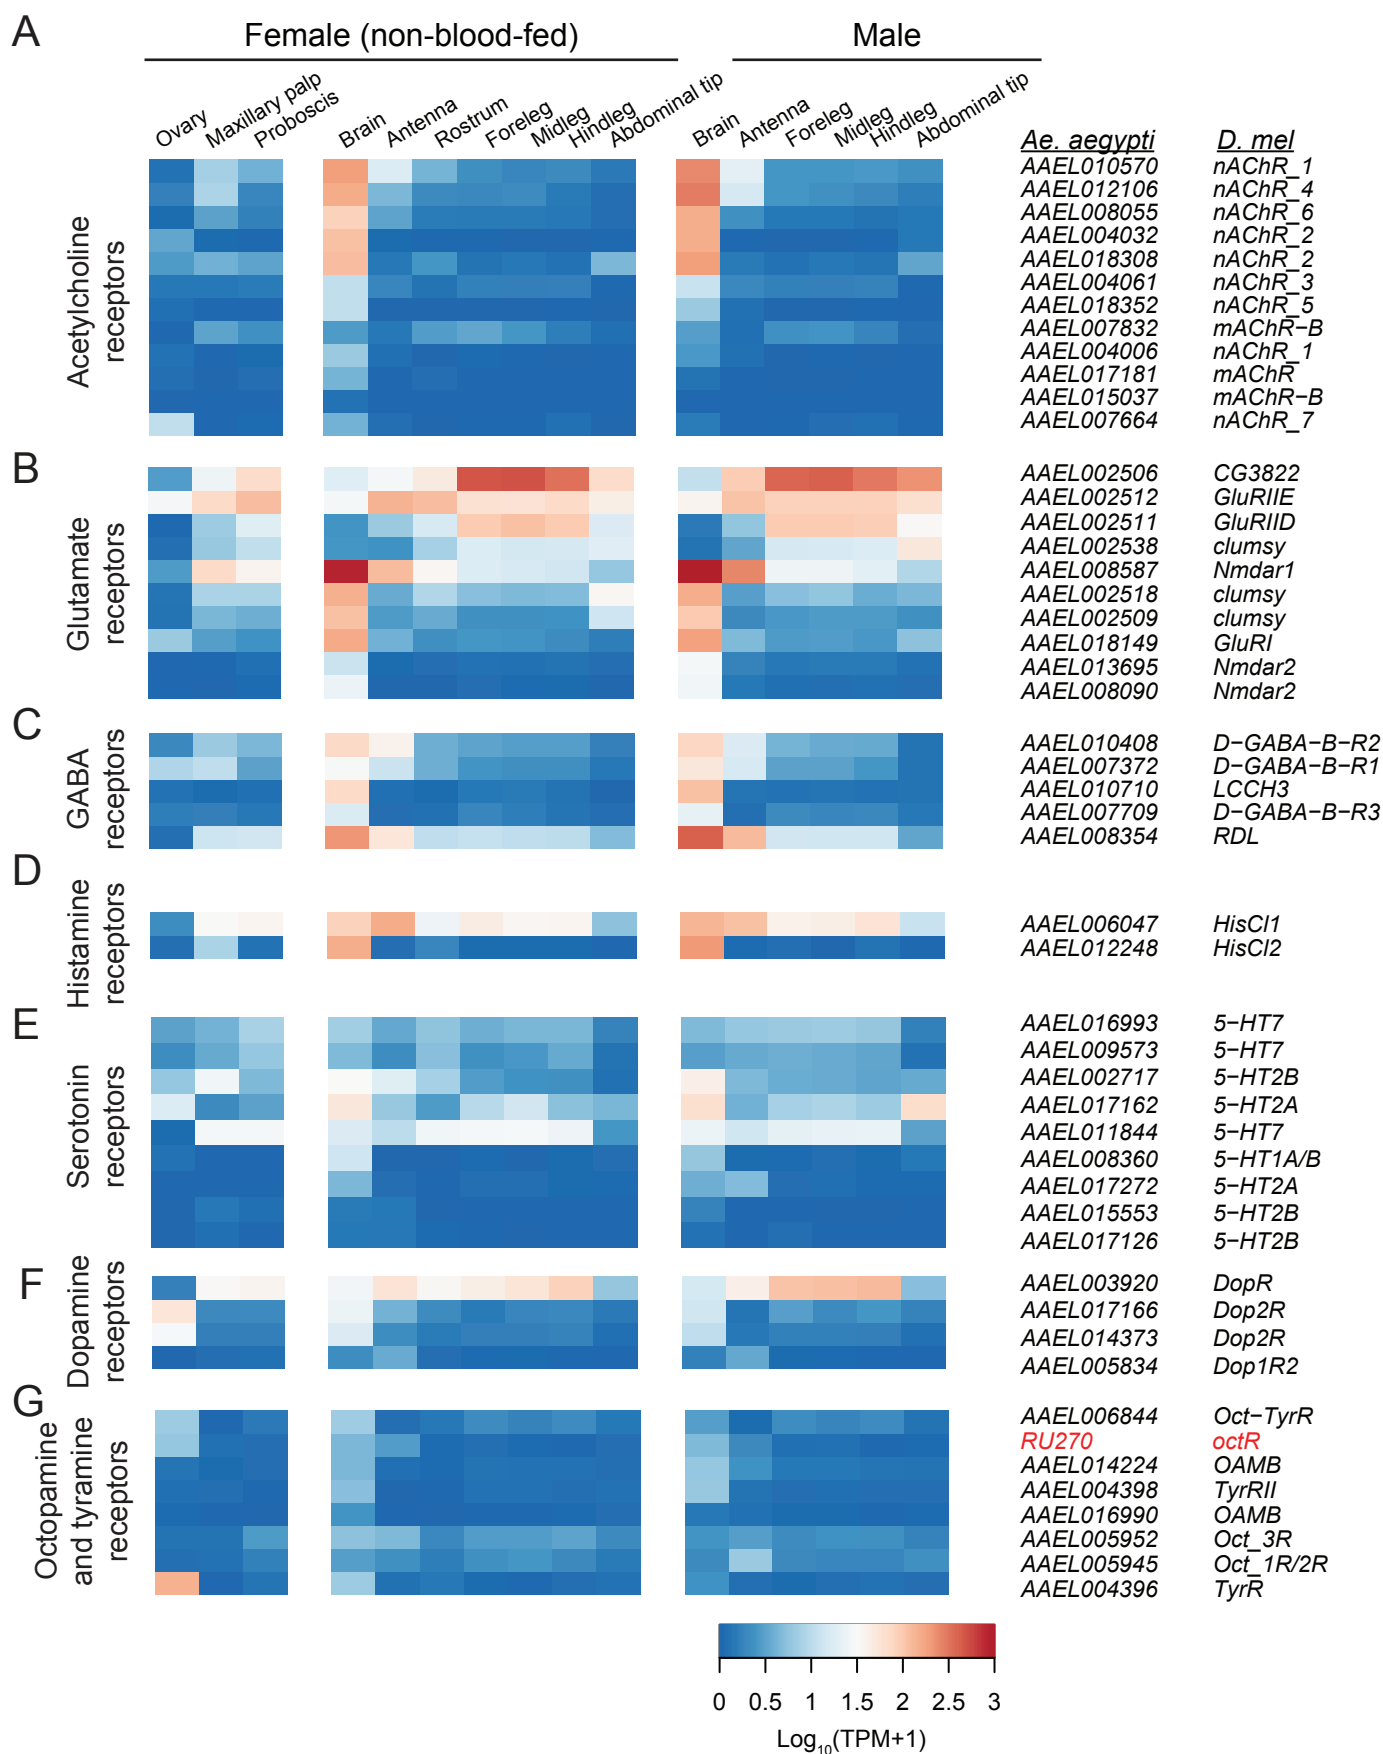 A
Female (non-blood-fed)
Male
Ovary
Maxillary palp
Proboscis
Brain
Antenna
Rostrum
Foreleg
Midleg
Hindleg
Abdominal tip
Brain
Antenna
Foreleg
Midleg
Hindleg
Abdominal tip
Ae. aegypti D. mel
Acetylcholine
receptors
AAEL010570 nAChR_1
AAEL012106 nAChR_4
AAEL008055 nAChR_6
AAEL004032 nAChR_2
AAEL018308 nAChR_2
AAEL004061 nAChR_3
AAEL018352 nAChR_5
AAEL007832 mAChR−B
AAEL004006 nAChR_1
AAEL017181 mAChR
AAEL015037 mAChR−B
AAEL007664 nAChR_7
B
Glutamate
receptors
AAEL002506 CG3822
AAEL002512 GluRIIE
AAEL002511 GluRIID
AAEL002538 clumsy
AAEL008587 Nmdar1
AAEL002518 clumsy
AAEL002509 clumsy
AAEL018149 GluRI
AAEL013695 Nmdar2
AAEL008090 Nmdar2
C
GABA
receptors
AAEL010408 D−GABA−B−R2
AAEL007372 D−GABA−B−R1
AAEL010710 LCCH3
AAEL007709 D−GABA−B−R3
AAEL008354 RDL
D
Histamine
receptors
AAEL006047 HisCl1
AAEL012248 HisCl2
E
Serotonin
receptors
AAEL016993 5−HT7
AAEL009573 5−HT7
AAEL002717 5−HT2B
AAEL017162 5−HT2A
AAEL011844 5−HT7
AAEL008360 5−HT1A/B
AAEL017272 5−HT2A
AAEL015553 5−HT2B
AAEL017126 5−HT2B
F
Dopamine
receptors
AAEL003920 DopR
AAEL017166 Dop2R
AAEL014373 Dop2R
AAEL005834 Dop1R2
G
Octopamine
and tyramine
receptors
AAEL006844 Oct−TyrR
RU270 octR
AAEL014224 OAMB
AAEL004398 TyrRII
AAEL016990 OAMB
AAEL005952 Oct_3R
AAEL005945 Oct_1R/2R
AAEL004396 TyrR
0 0.5 1 1.5 2 2.5 3
Log10(TPM+1)